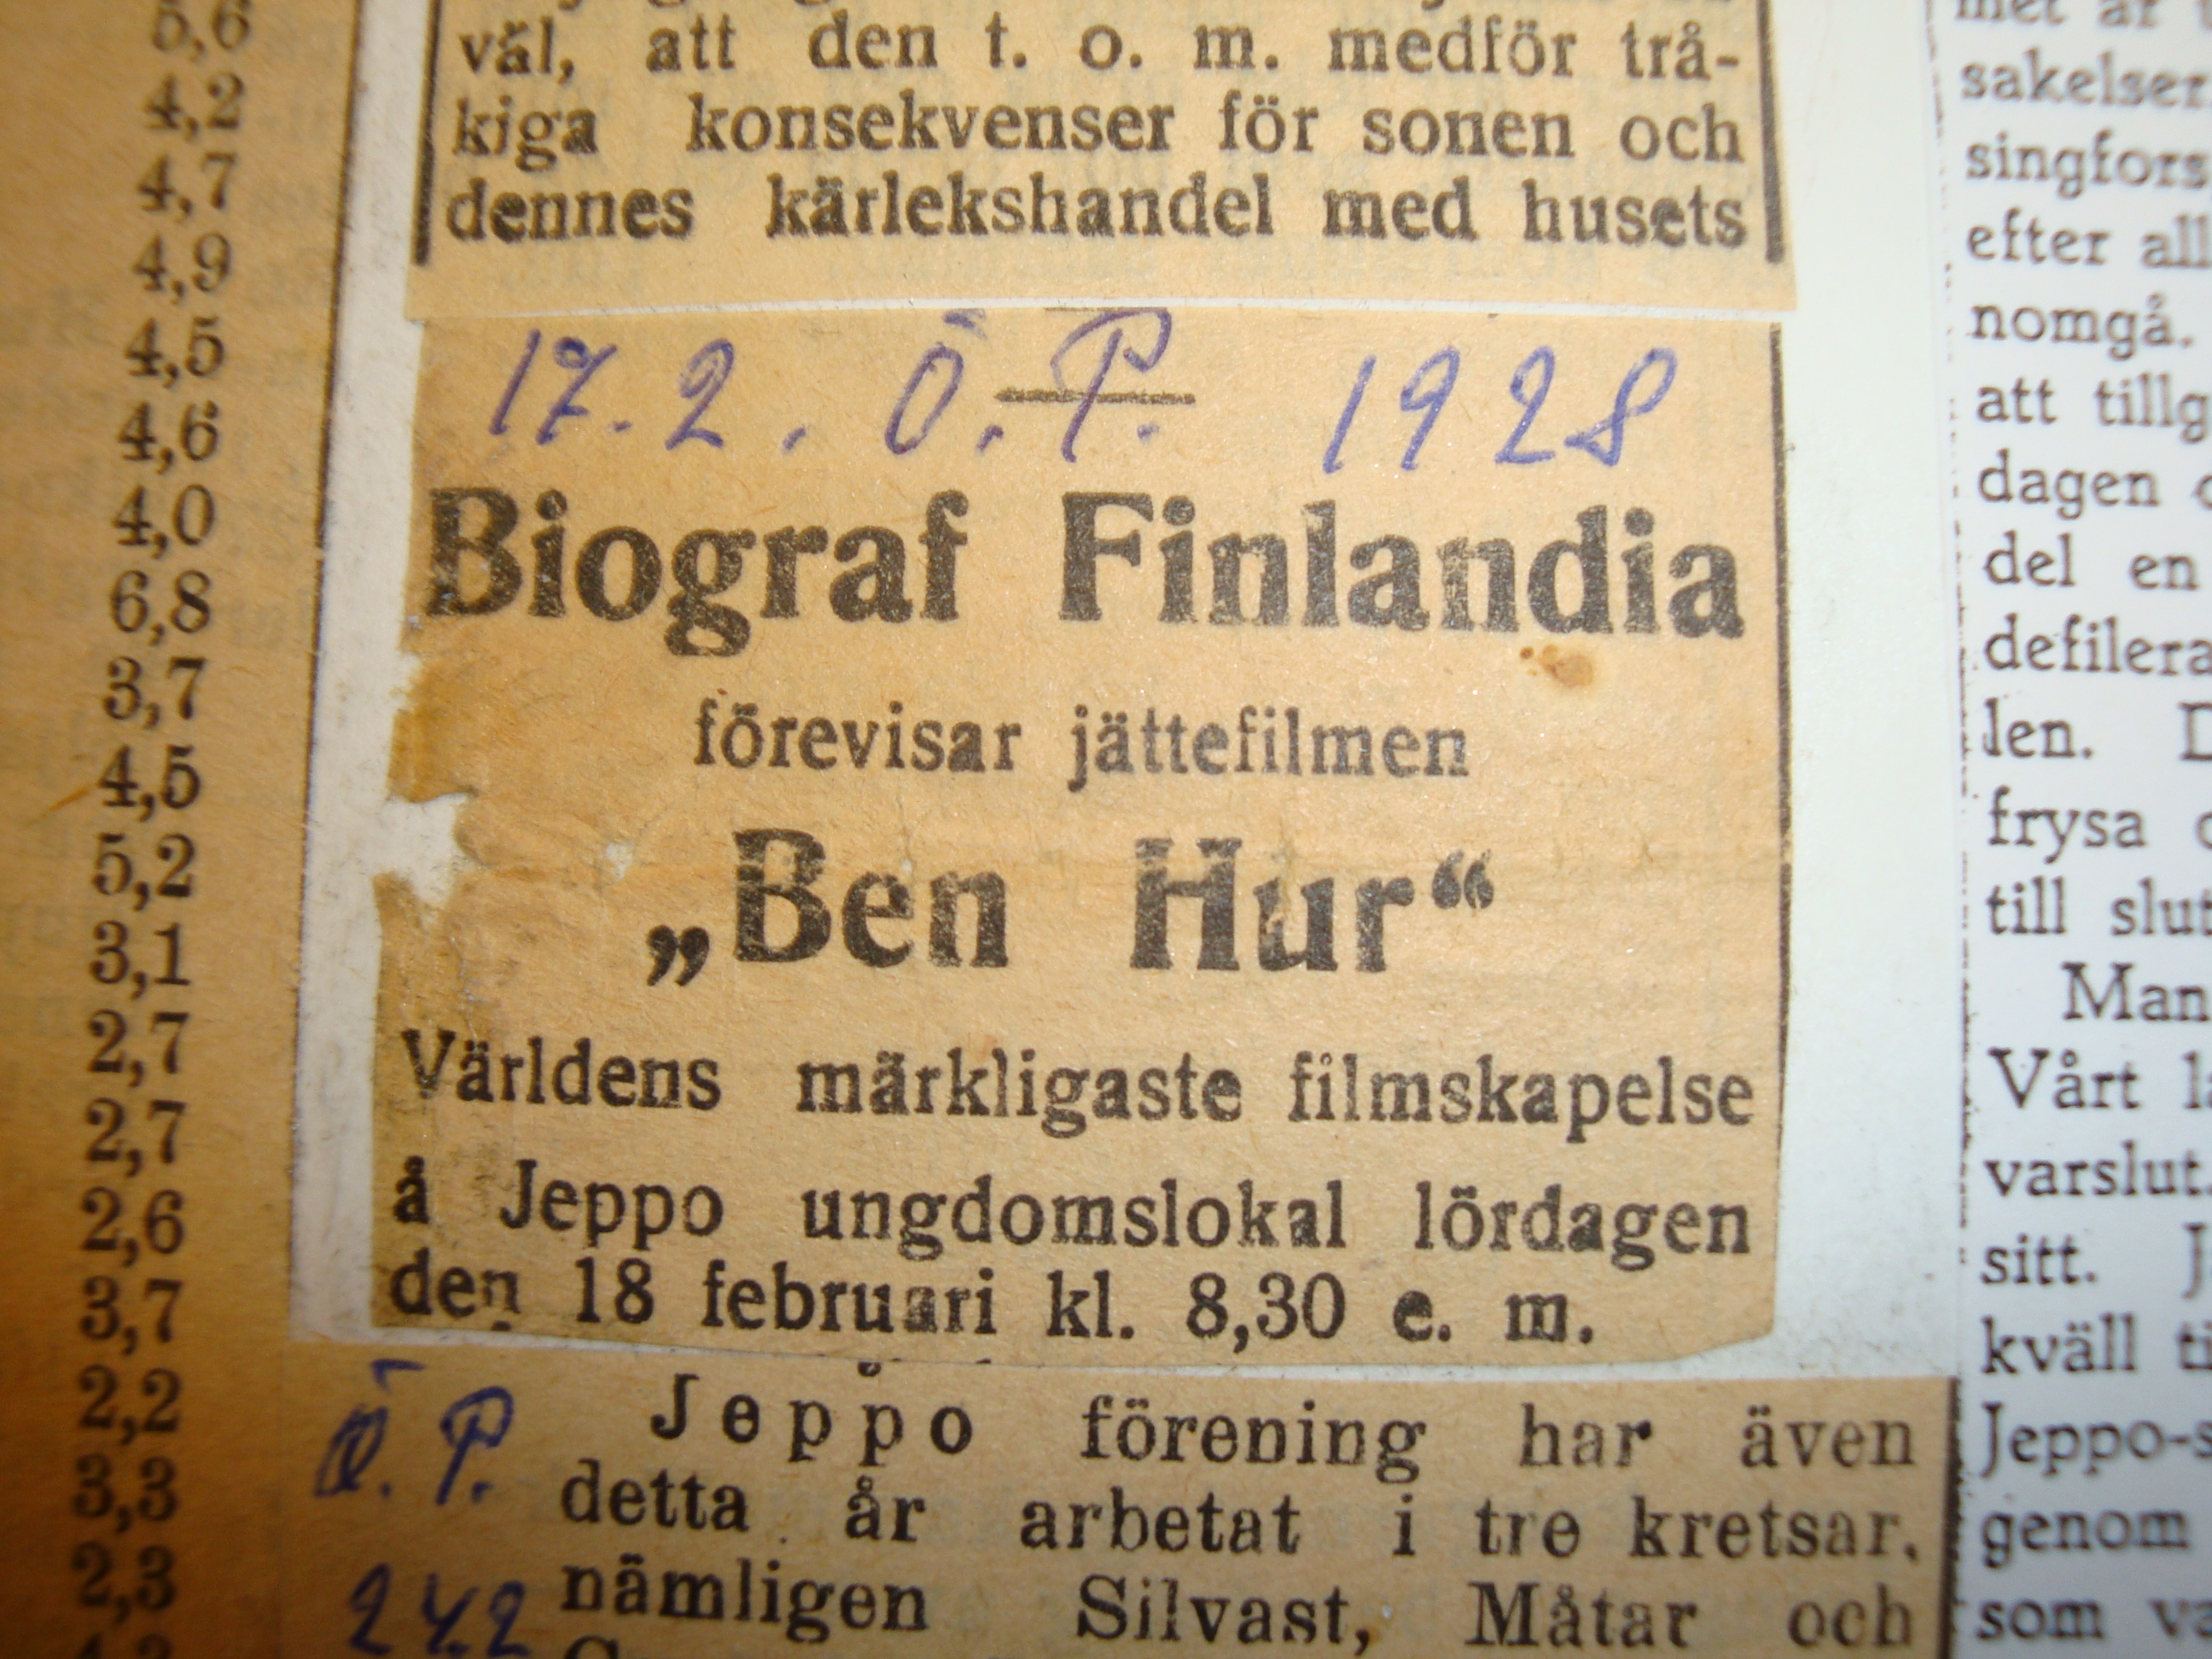 5,6
4,2
4,7
4,9
4,5
4,6
4,0
6,8
3,7
4,5
5,2
3,1
2,7
2,7
2,6
3,7
2,2
3,3
2,3
väl, att den t. o. m. medför trå-
kiga konsekvenser för sonen och
dennes kärlekshandel med husets
17.2. Ö.P. 1928
Biograf Finlandia
förevisar jättefilmen
„Ben Hur“
Världens märkligaste filmskapelse
å Jeppo ungdomslokal lördagen
den 18 februari kl. 8,30 e. m.
Ö.P.
Jeppo förening har även
detta år arbetat i tre kretsar,
nämligen Silvast, Måtar och
sakelser
singfors
efter all
nomgå.
att tillg
dagen
del en
defilera
len. D
frysa
till slut
Man
Vårt
varslut.
sitt. J
kväll ti
Jeppo-s
genom
som va